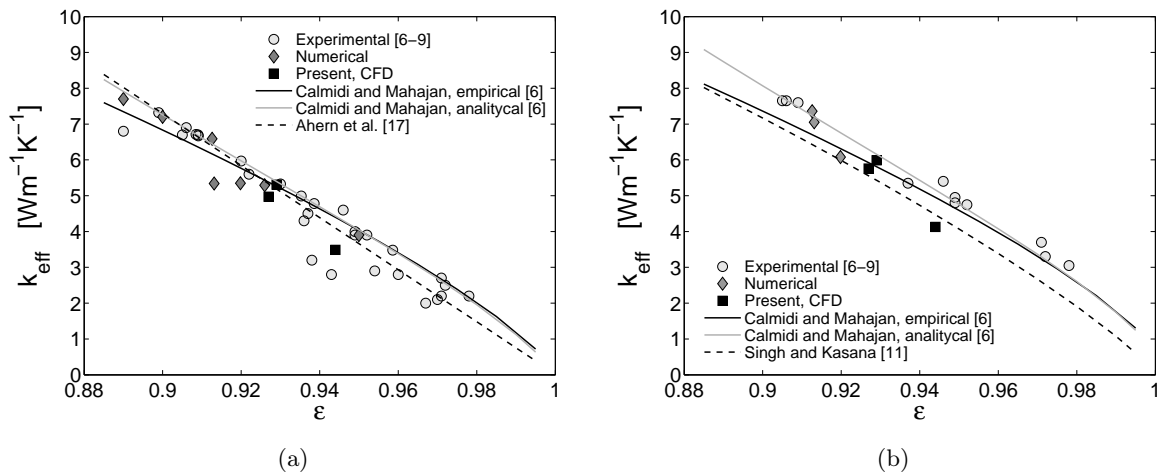 10
9
8
7
6
5
4
3
2
1
0
k_eff [Wm⁻¹K⁻¹]
Experimental [6−9]
Numerical
Present, CFD
Calmidi and Mahajan, empirical [6]
Calmidi and Mahajan, analitycal [6]
Ahern et al. [17]
0.88 0.9 0.92 0.94 0.96 0.98 1
ε
(a)
10
9
8
7
6
5
4
3
2
1
0
k_eff [Wm⁻¹K⁻¹]
Experimental [6−9]
Numerical
Present, CFD
Calmidi and Mahajan, empirical [6]
Calmidi and Mahajan, analitycal [6]
Singh and Kasana [11]
0.88 0.9 0.92 0.94 0.96 0.98 1
ε
(b)